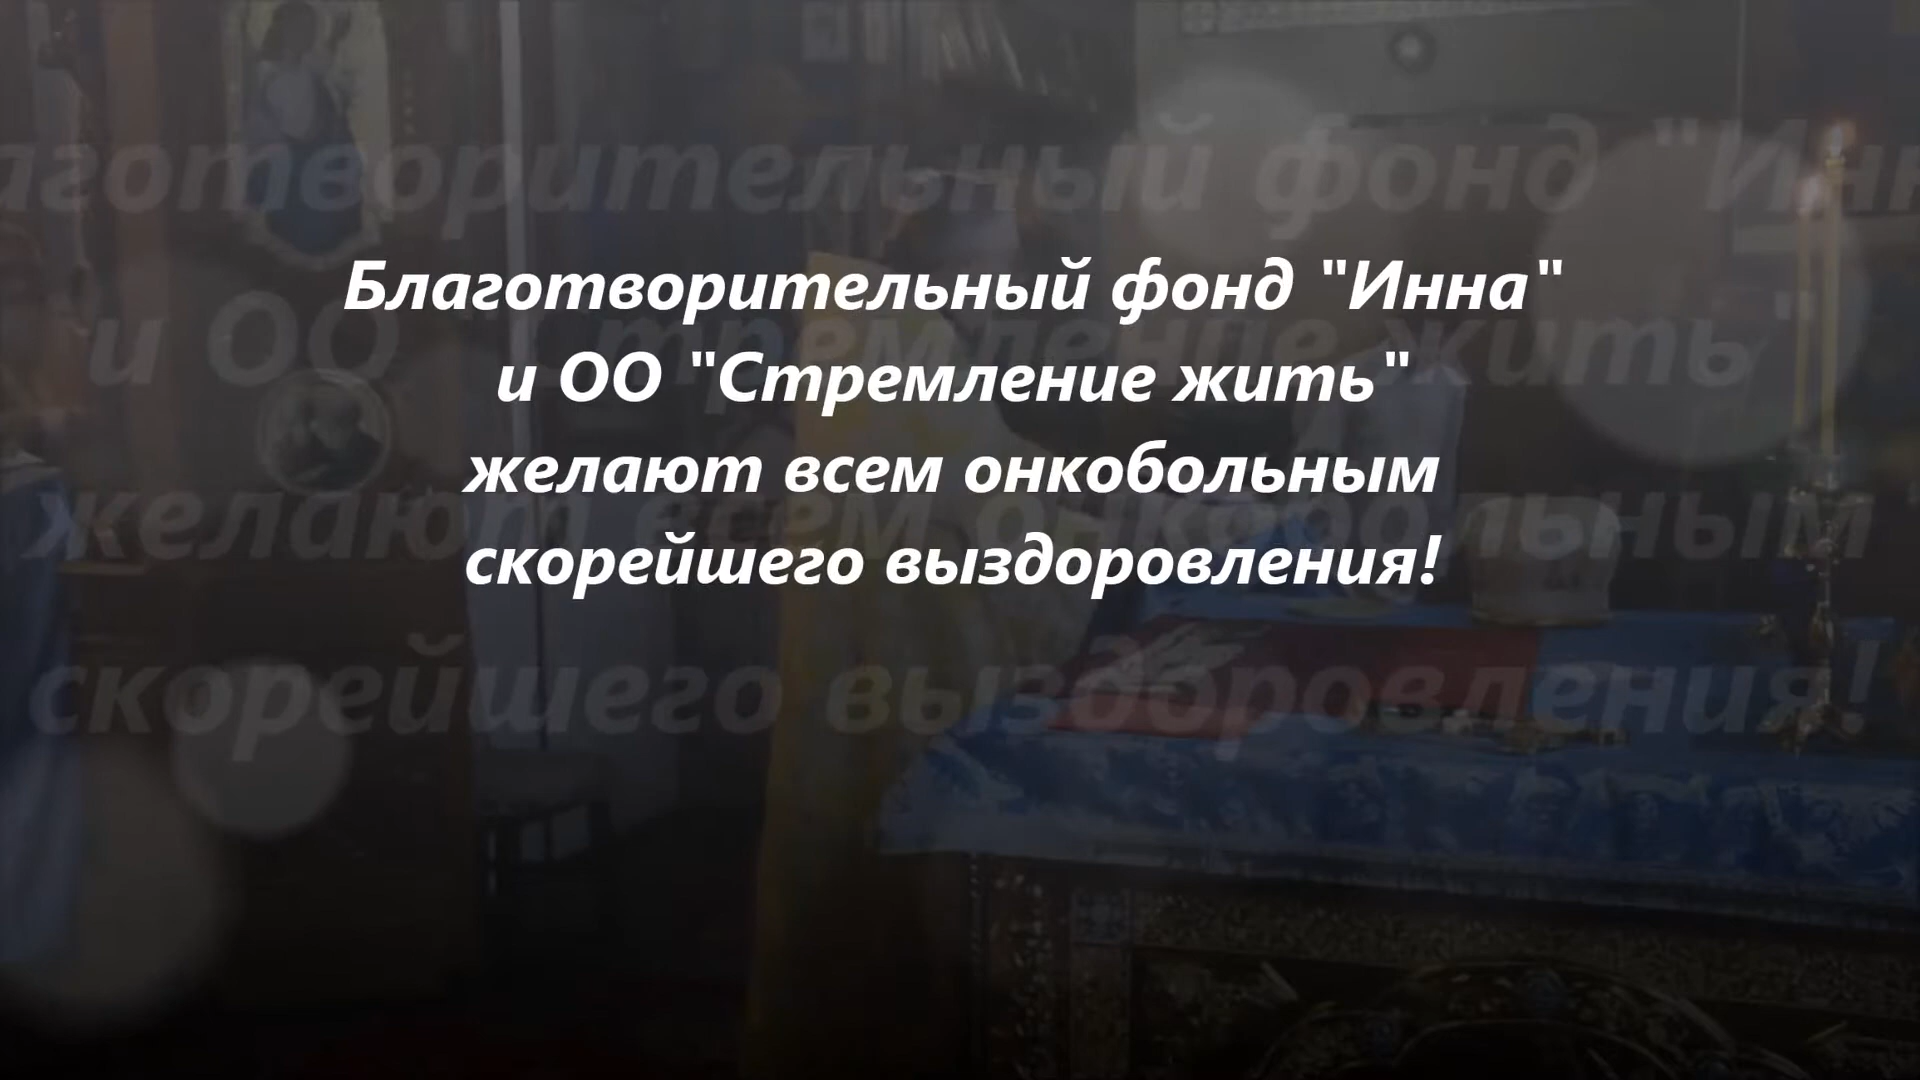 Благотворительный фонд "Инна"
и ОО "Стремление жить"
желают всем онкобольным
скорейшего выздоровления!